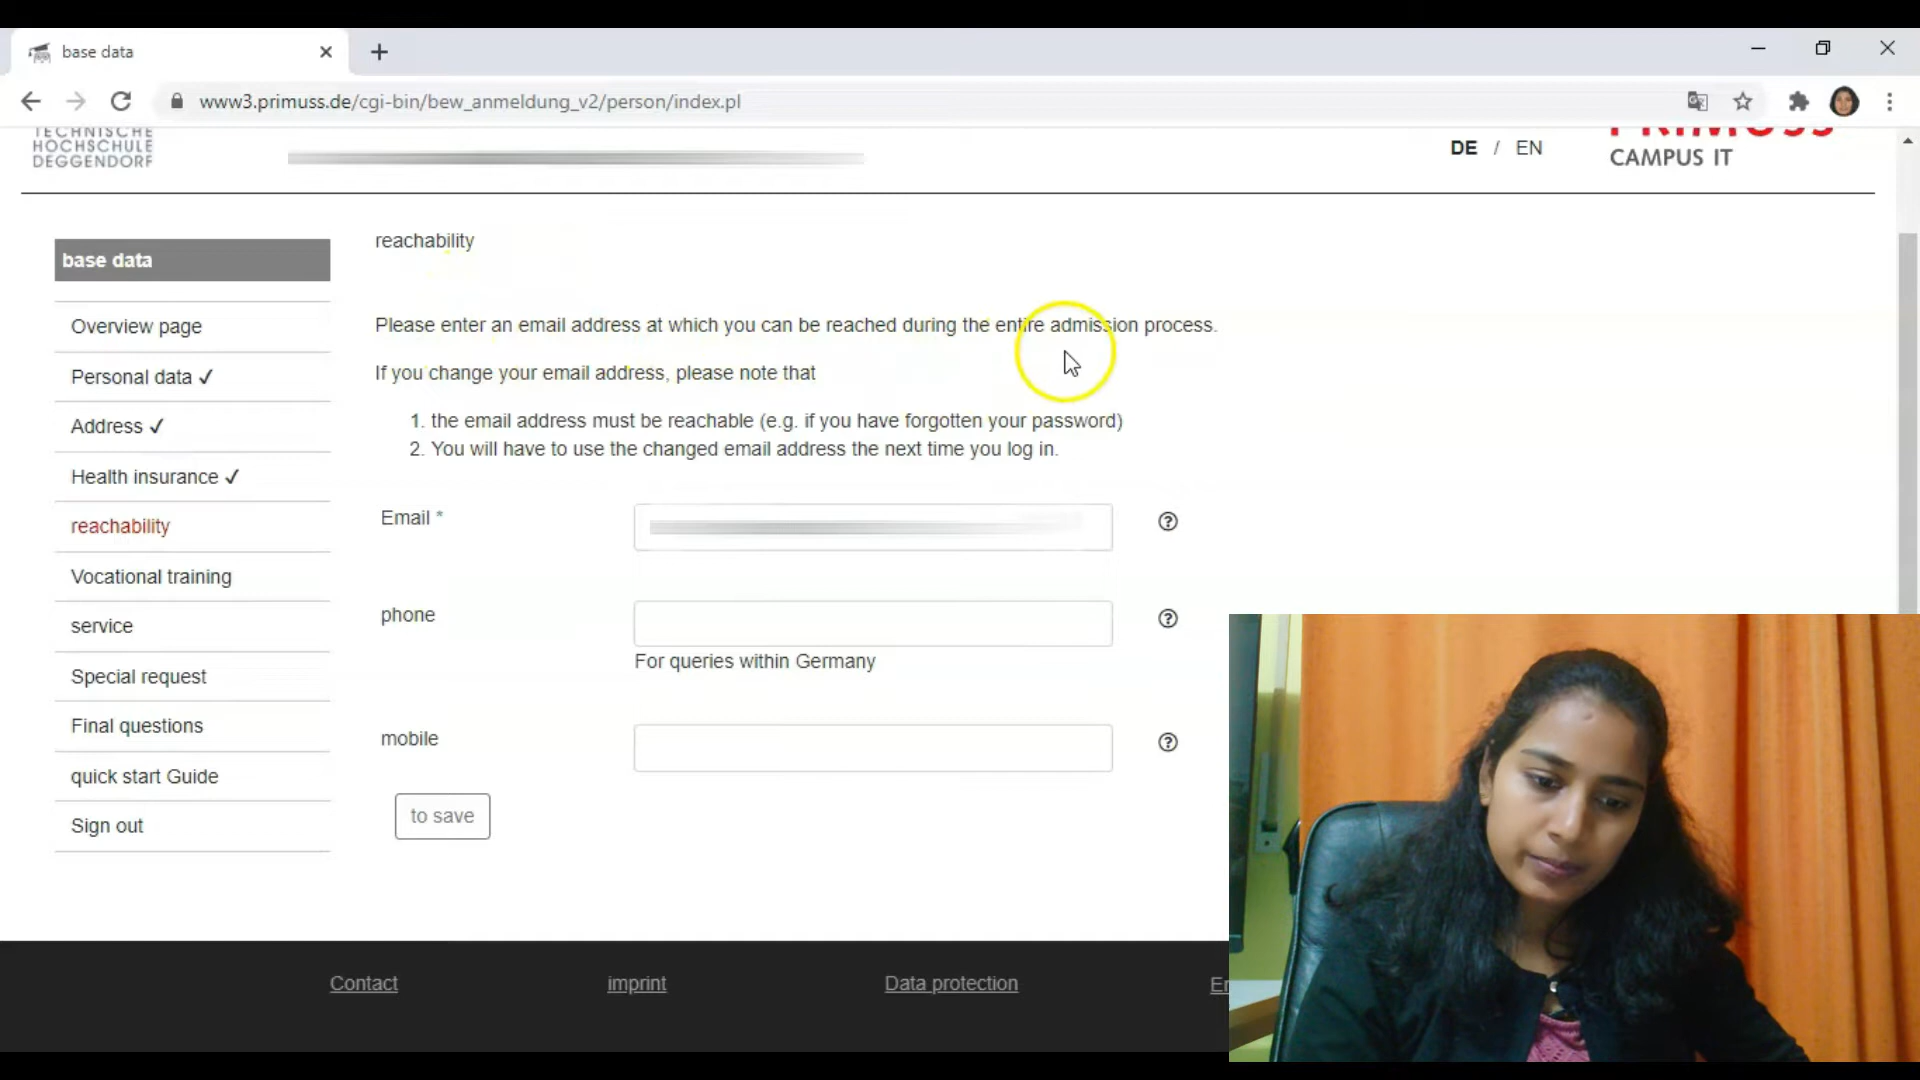 base data
www3.primuss.de/cgi-bin/bew_anmeldung_v2/person/index.pl
TECHNISCHE
HOCHSCHULE
DEGGENDORF
DE / EN
PRIMUSS
CAMPUS IT
base data
Overview page
Personal data ✓
Address ✓
Health insurance ✓
reachability
Vocational training
service
Special request
Final questions
quick start Guide
Sign out
reachability
Please enter an email address at which you can be reached during the entire admission process.
If you change your email address, please note that
1. the email address must be reachable (e.g. if you have forgotten your password)
2. You will have to use the changed email address the next time you log in.
Email *
phone
For queries within Germany
mobile
to save
Contact
imprint
Data protection